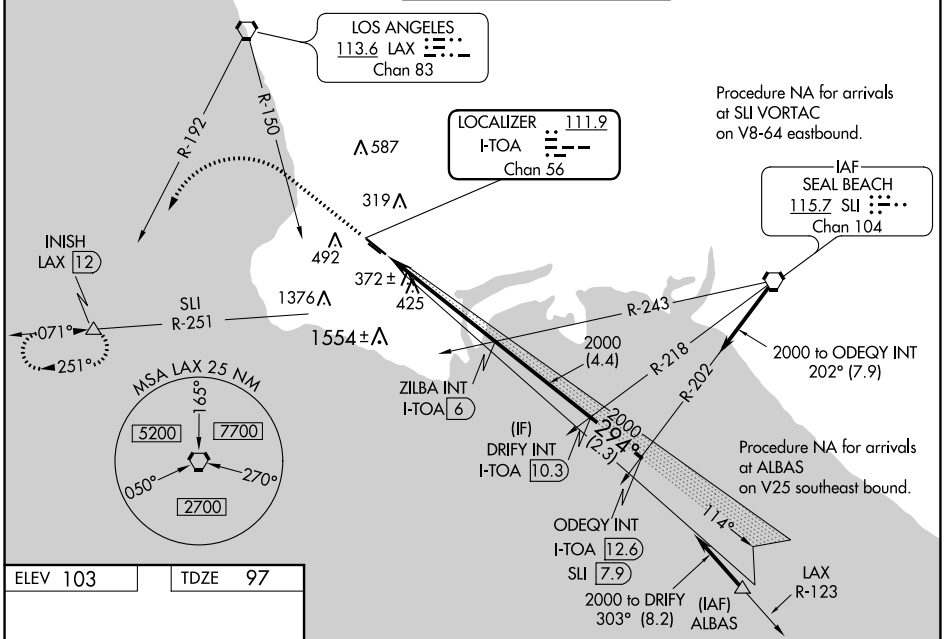 LOS ANGELES
113.6 LAX
Chan 83
R-192
R-150
LOCALIZER 111.9
I-TOA
Chan 56
Procedure NA for arrivals
at SLI VORTAC
on V8-64 eastbound.
IAF
SEAL BEACH
115.7 SLI
Chan 104
587
319
492
372±
425
1376
1554±
INISH
LAX 12
SLI
R-251
071°
251°
R-243
R-218
R-202
2000
(4.4)
2000 to ODEQY INT
202° (7.9)
ZILBA INT
I-TOA 6
(IF)
DRIFY INT
I-TOA 10.3
2000
294°
(2.3)
Procedure NA for arrivals
at ALBAS
on V25 southeast bound.
MSA LAX 25 NM
165°
5200
7700
050°
270°
2700
114°
ODEQY INT
I-TOA 12.6
SLI 7.9
2000 to DRIFY
303° (8.2)
(IAF)
ALBAS
LAX
R-123
ELEV 103
TDZE 97